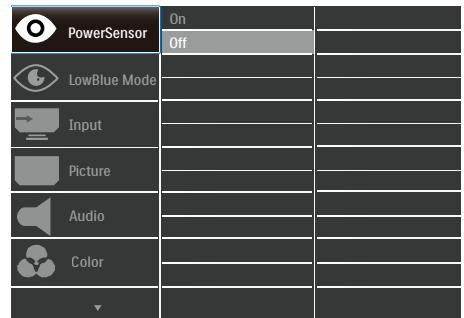 PowerSensor
On
Off
LowBlue Mode
Input
Picture
Audio
Color